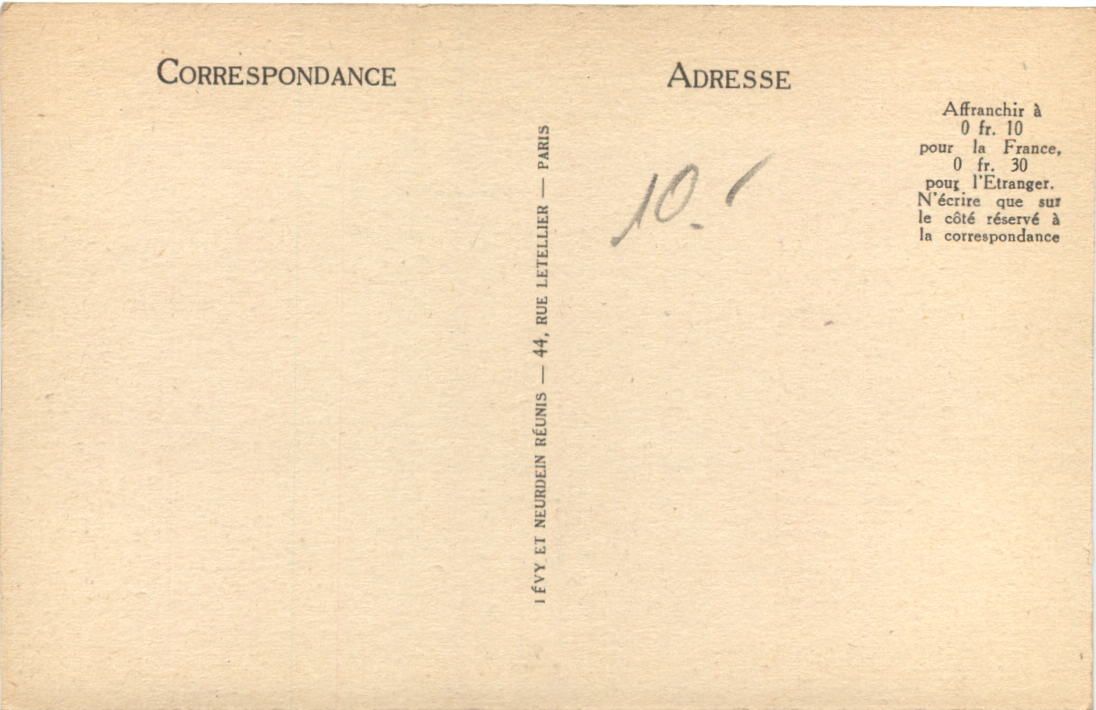 CORRESPONDANCE
ADRESSE
Affranchir à
0 fr. 10
pour la France,
0 fr. 30
pour l'Etranger.
N'écrire que sur
le côté réservé à
la correspondance
10.-
LÉVY ET NEURDEIN RÉUNIS — 44, RUE LETELLIER — PARIS